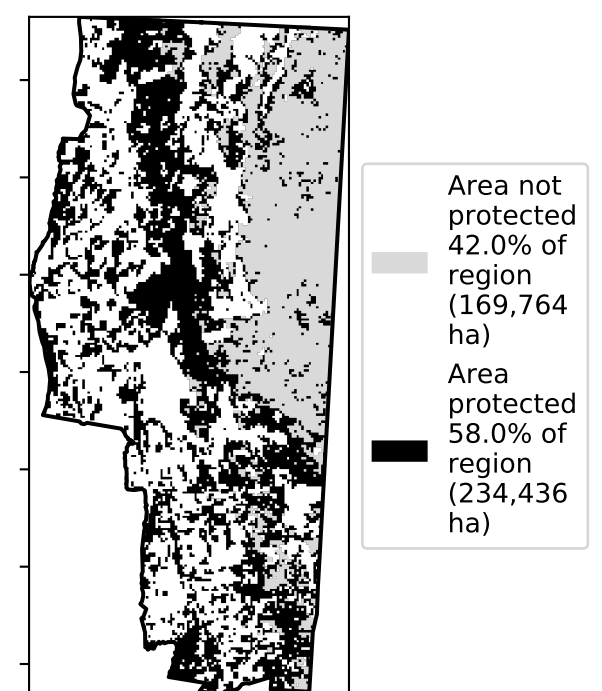 Area not
protected
42.0% of
region
(169,764
ha)
Area
protected
58.0% of
region
(234,436
ha)